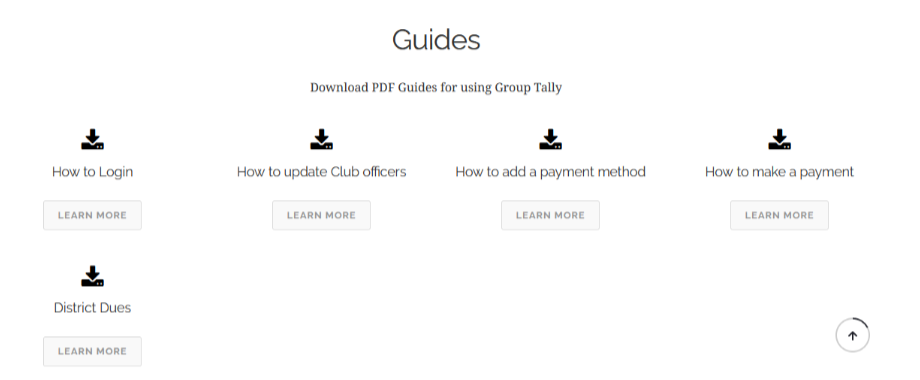 Guides
Download PDF Guides for using Group Tally
How to Login
How to update Club officers
How to add a payment method
How to make a payment
LEARN MORE
LEARN MORE
LEARN MORE
LEARN MORE
District Dues
LEARN MORE